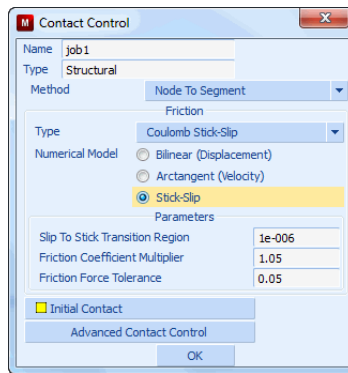 M Contact Control X
Name job1
Type Structural
Method Node To Segment
Friction
Type Coulomb Stick-Slip
Numerical Model Bilinear (Displacement)
Arctangent (Velocity)
Stick-Slip
Parameters
Slip To Stick Transition Region 1e-006
Friction Coefficient Multiplier 1.05
Friction Force Tolerance 0.05
Initial Contact
Advanced Contact Control
OK